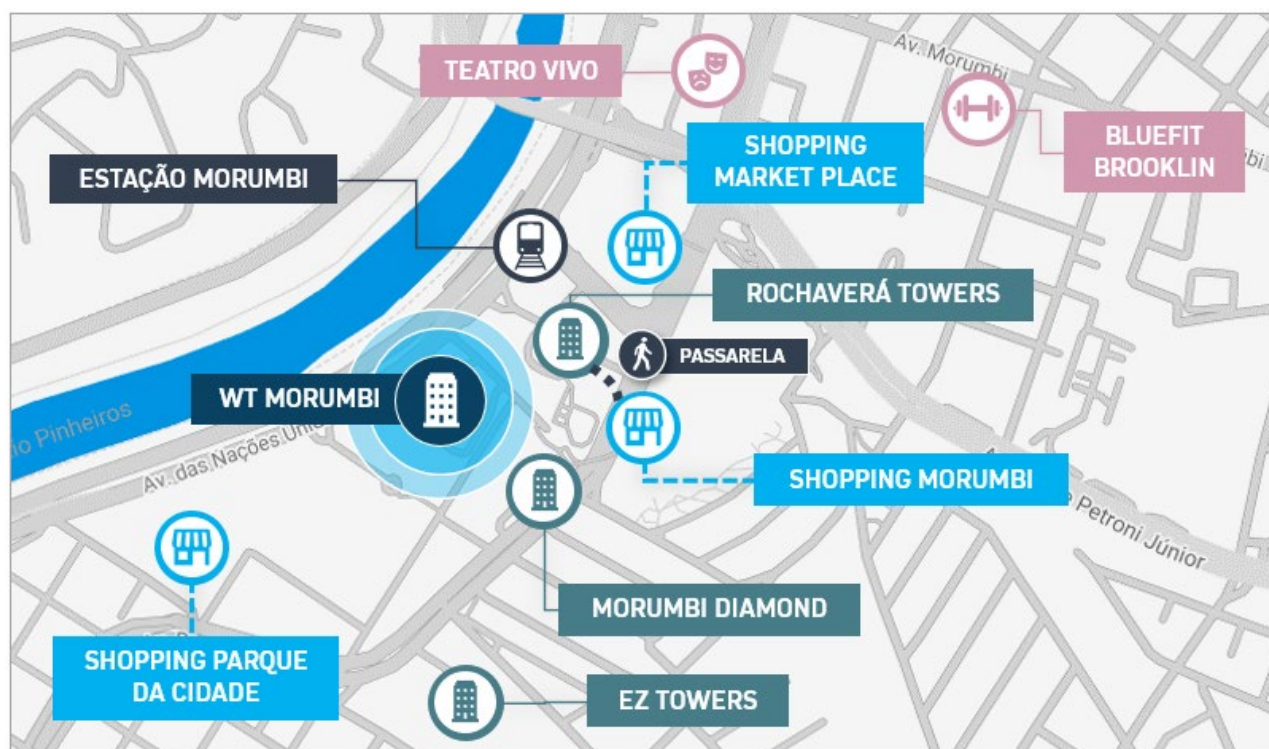 TEATRO VIVO
Av. Morumbi
SHOPPING
MARKET PLACE
BLUEFIT
BROOKLIN
ESTAÇÃO MORUMBI
ROCHAVERÁ TOWERS
PASSARELA
WT MORUMBI
Pinheiros
Av. das Nações
SHOPPING MORUMBI
Petroni Júnior
MORUMBI DIAMOND
SHOPPING PARQUE
DA CIDADE
EZ TOWERS